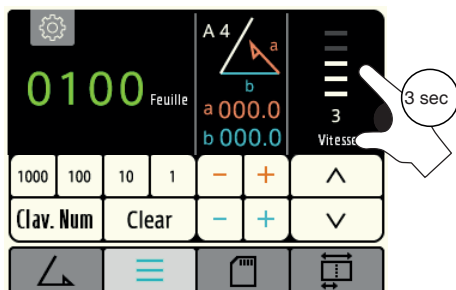 A 4
a
b
0100 Feuille
a 000.0
b 000.0
3
Vitesse
3 sec
1000 100 10 1 − +
Clav. Num Clear − +